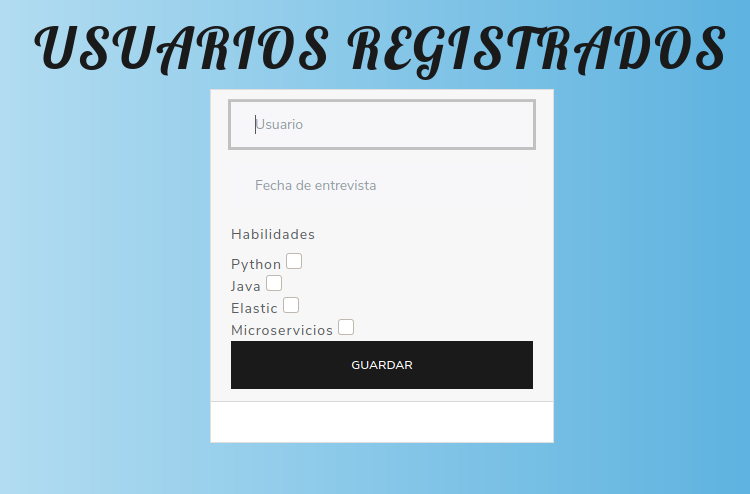 USUARIOS REGISTRADOS
Usuario
Fecha de entrevista
Habilidades
Python
Java
Elastic
Microservicios
GUARDAR